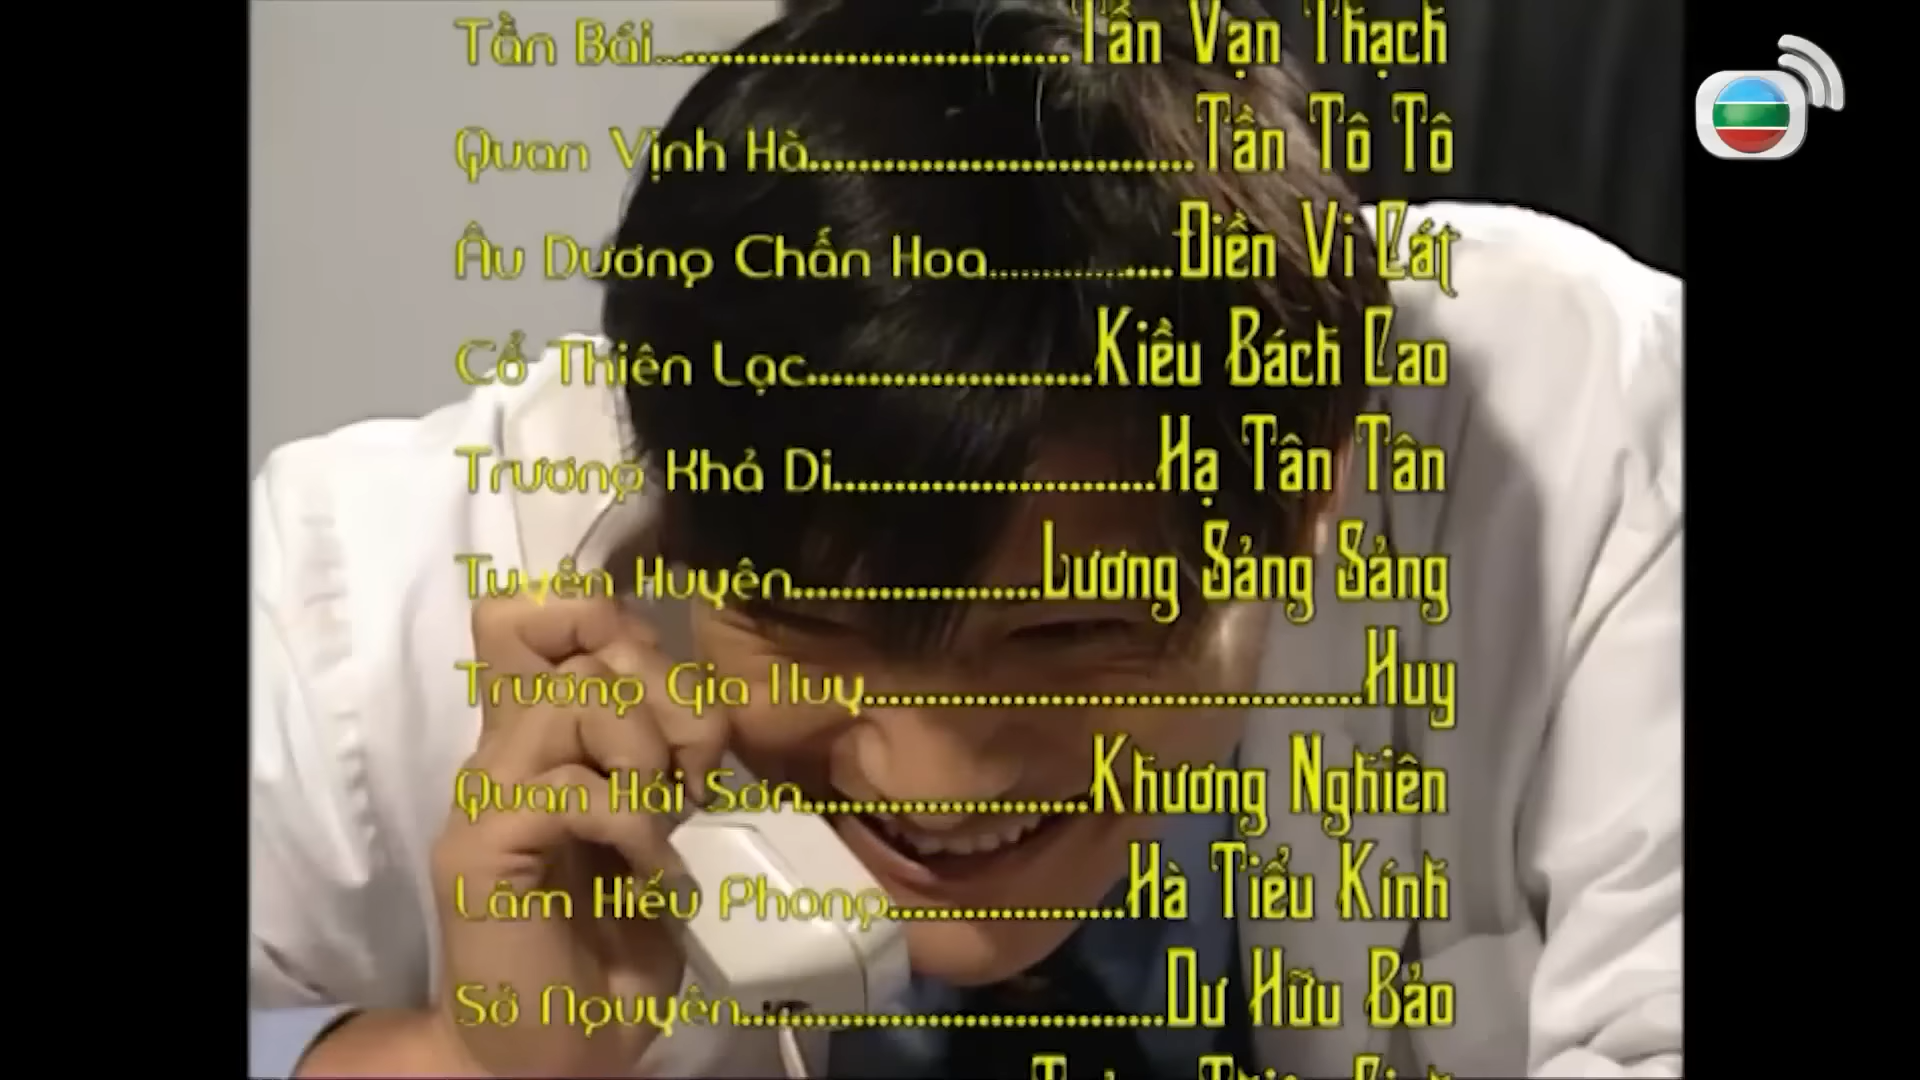 Tần Bái........................Tần Vạn Thạch
Quan Vịnh Hà........................Tần Tô Tô
Âu Dương Chấn Hoa............Điền Vi Cát
Cổ Thiên Lạc..................Kiều Bách Cao
Trương Khả Di..................Hạ Tân Tân
Tuyên Huyên...............Lương Sảng Sảng
Trương Gia Huy..............................Huy
Quan Hải Sơn.................Khương Nghiên
Lâm Hiếu Phong..............Hà Tiểu Kính
Sở Nguyên..........................Dư Hữu Bảo